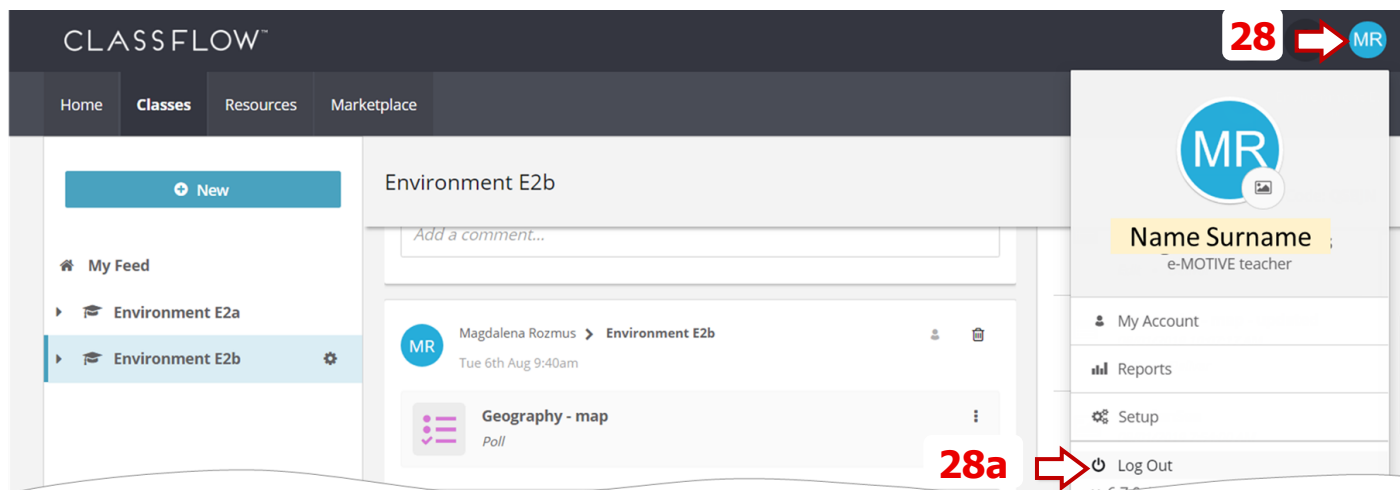 CLASSFLOW™
28
MR
Home
Classes
Resources
Marketplace
MR
New
Environment E2b
Add a comment...
Name Surname
e-MOTIVE teacher
My Feed
Environment E2a
Environment E2b
MR
Magdalena Rozmus > Environment E2b
Tue 6th Aug 9:40am
My Account
Reports
Geography - map
Poll
Setup
28a
Log Out